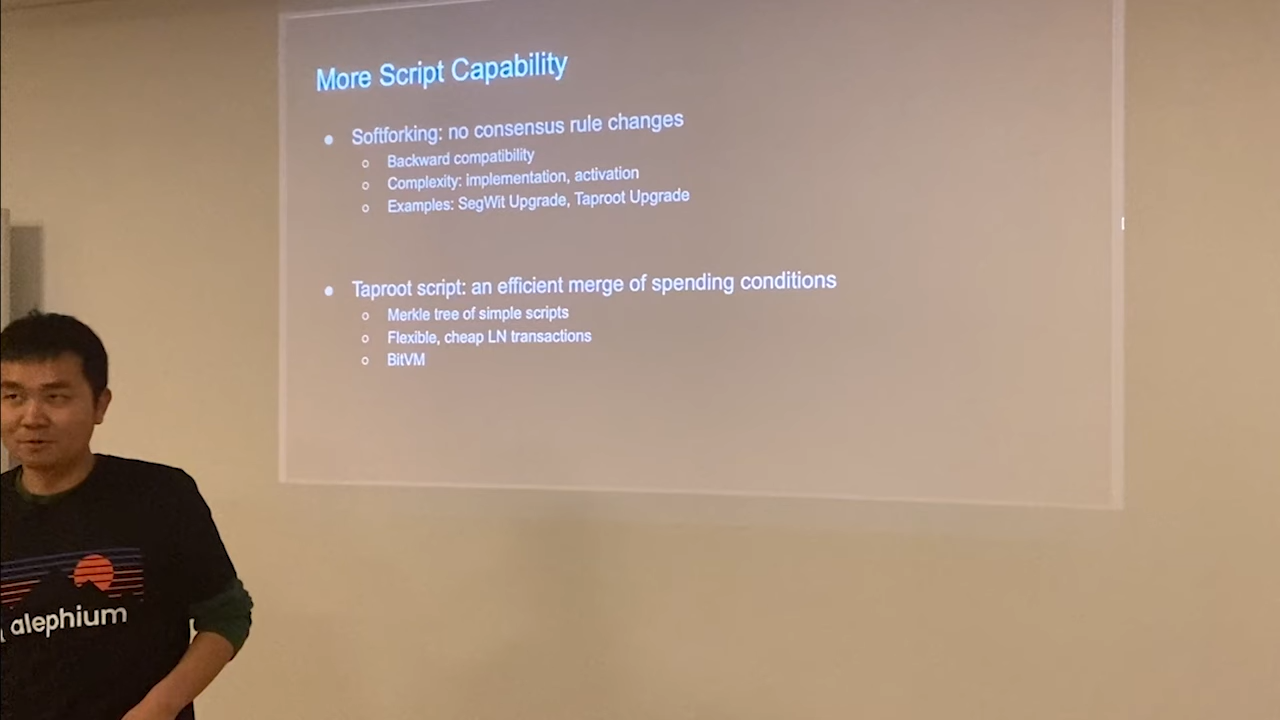 More Script Capability
Softforking: no consensus rule changes
Backward compatibility
Complexity: implementation, activation
Examples: SegWit Upgrade, Taproot Upgrade
Taproot script: an efficient merge of spending conditions
Merkle tree of simple scripts
Flexible, cheap LN transactions
BitVM
alephium